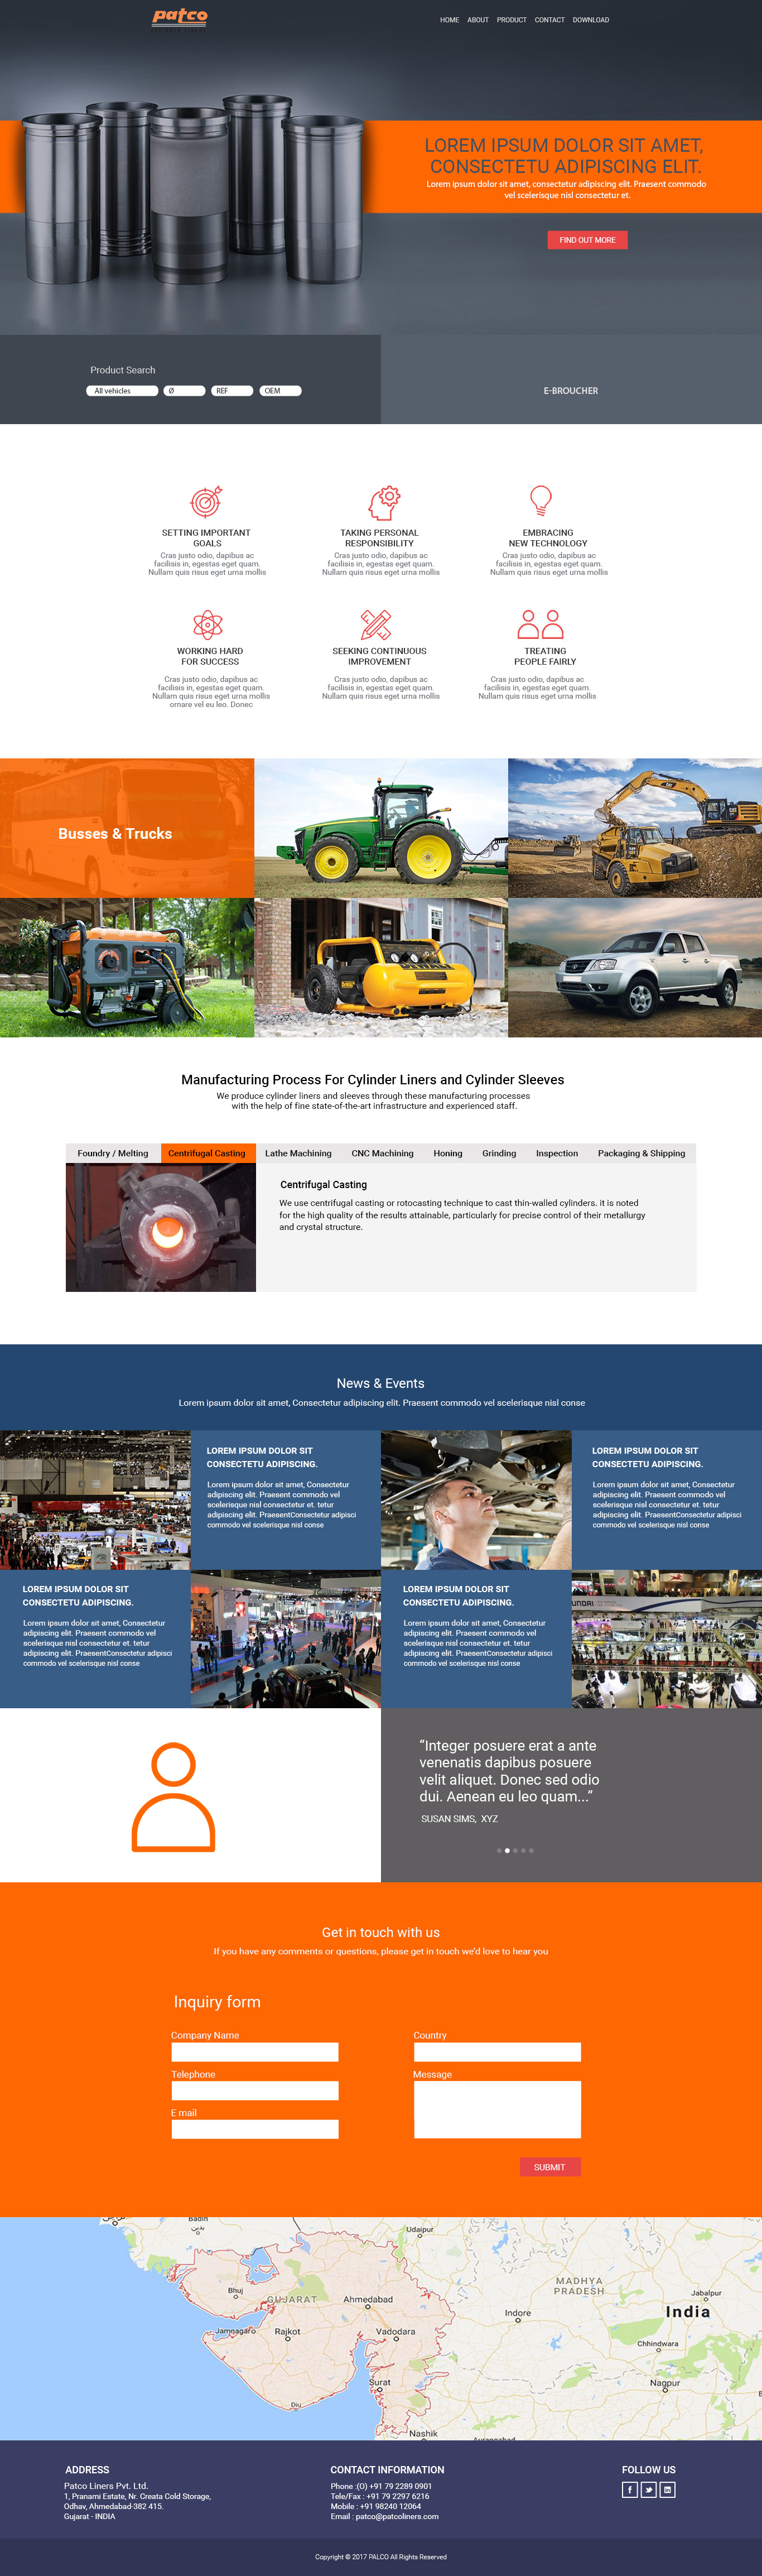 patco
HOME ABOUT PRODUCT CONTACT DOWNLOAD
LOREM IPSUM DOLOR SIT AMET,
CONSECTETU ADIPISCING ELIT.
Lorem ipsum dolor sit amet, consectetur adipiscing elit. Praesent commodo
vel scelerisque nisl consectetur et.
FIND OUT MORE
Product Search
All vehicles Ø REF OEM
E-BROUCHER
SETTING IMPORTANT
GOALS
Cras justo odio, dapibus ac
facilisis in, egestas eget quam.
Nullam quis risus eget urna mollis
TAKING PERSONAL
RESPONSIBILITY
Cras justo odio, dapibus ac
facilisis in, egestas eget quam.
Nullam quis risus eget urna mollis
EMBRACING
NEW TECHNOLOGY
Cras justo odio, dapibus ac
facilisis in, egestas eget quam.
Nullam quis risus eget urna mollis
WORKING HARD
FOR SUCCESS
Cras justo odio, dapibus ac
facilisis in, egestas eget quam.
Nullam quis risus eget urna mollis
ornare vel eu leo. Donec
SEEKING CONTINUOUS
IMPROVEMENT
Cras justo odio, dapibus ac
facilisis in, egestas eget quam.
Nullam quis risus eget urna mollis
TREATING
PEOPLE FAIRLY
Cras justo odio, dapibus ac
facilisis in, egestas eget quam.
Nullam quis risus eget urna mollis
Busses & Trucks
Manufacturing Process For Cylinder Liners and Cylinder Sleeves
We produce cylinder liners and sleeves through these manufacturing processes
with the help of fine state-of-the-art infrastructure and experienced staff.
Foundry / Melting Centrifugal Casting Lathe Machining CNC Machining Honing Grinding Inspection Packaging & Shipping
Centrifugal Casting
We use centrifugal casting or rotocasting technique to cast thin-walled cylinders. it is noted
for the high quality of the results attainable, particularly for precise control of their metallurgy
and crystal structure.
News & Events
Lorem ipsum dolor sit amet, Consectetur adipiscing elit. Praesent commodo vel scelerisque nisl conse
LOREM IPSUM DOLOR SIT
CONSECTETU ADIPISCING.
Lorem ipsum dolor sit amet, Consectetur
adipiscing elit. Praesent commodo vel
scelerisque nisl consectetur et. tetur
adipiscing elit. PraesentConsectetur adipisci
commodo vel scelerisque nisl conse
LOREM IPSUM DOLOR SIT
CONSECTETU ADIPISCING.
Lorem ipsum dolor sit amet, Consectetur
adipiscing elit. Praesent commodo vel
scelerisque nisl consectetur et. tetur
adipiscing elit. PraesentConsectetur adipisci
commodo vel scelerisque nisl conse
LOREM IPSUM DOLOR SIT
CONSECTETU ADIPISCING.
Lorem ipsum dolor sit amet, Consectetur
adipiscing elit. Praesent commodo vel
scelerisque nisl consectetur et. tetur
adipiscing elit. PraesentConsectetur adipisci
commodo vel scelerisque nisl conse
LOREM IPSUM DOLOR SIT
CONSECTETU ADIPISCING.
Lorem ipsum dolor sit amet, Consectetur
adipiscing elit. Praesent commodo vel
scelerisque nisl consectetur et. tetur
adipiscing elit. PraesentConsectetur adipisci
commodo vel scelerisque nisl conse
“Integer posuere erat a ante
venenatis dapibus posuere
velit aliquet. Donec sed odio
dui. Aenean eu leo quam...”
SUSAN SIMS, XYZ
Get in touch with us
If you have any comments or questions, please get in touch we'd love to hear you
Inquiry form
Company Name
Country
Telephone
Message
E mail
SUBMIT
Badin
بدين
Udaipur
Bhuj
GUJARAT
Ahmedabad
MADHYA
PRADESH
Jabalpur
Indore
India
Jamnagar
Rajkot
Vadodara
Chhindwara
Surat
Nagpur
Diu
Nashik
ADDRESS
Patco Liners Pvt. Ltd.
1, Pranami Estate, Nr. Creata Cold Storage,
Odhav, Ahmedabad-382 415.
Gujarat - INDIA
CONTACT INFORMATION
Phone :(O) +91 79 2289 0901
Tele/Fax : +91 79 2297 6216
Mobile : +91 98240 12064
Email : patco@patcoliners.com
FOLLOW US
Copyright © 2017 PALCO All Rights Reserved